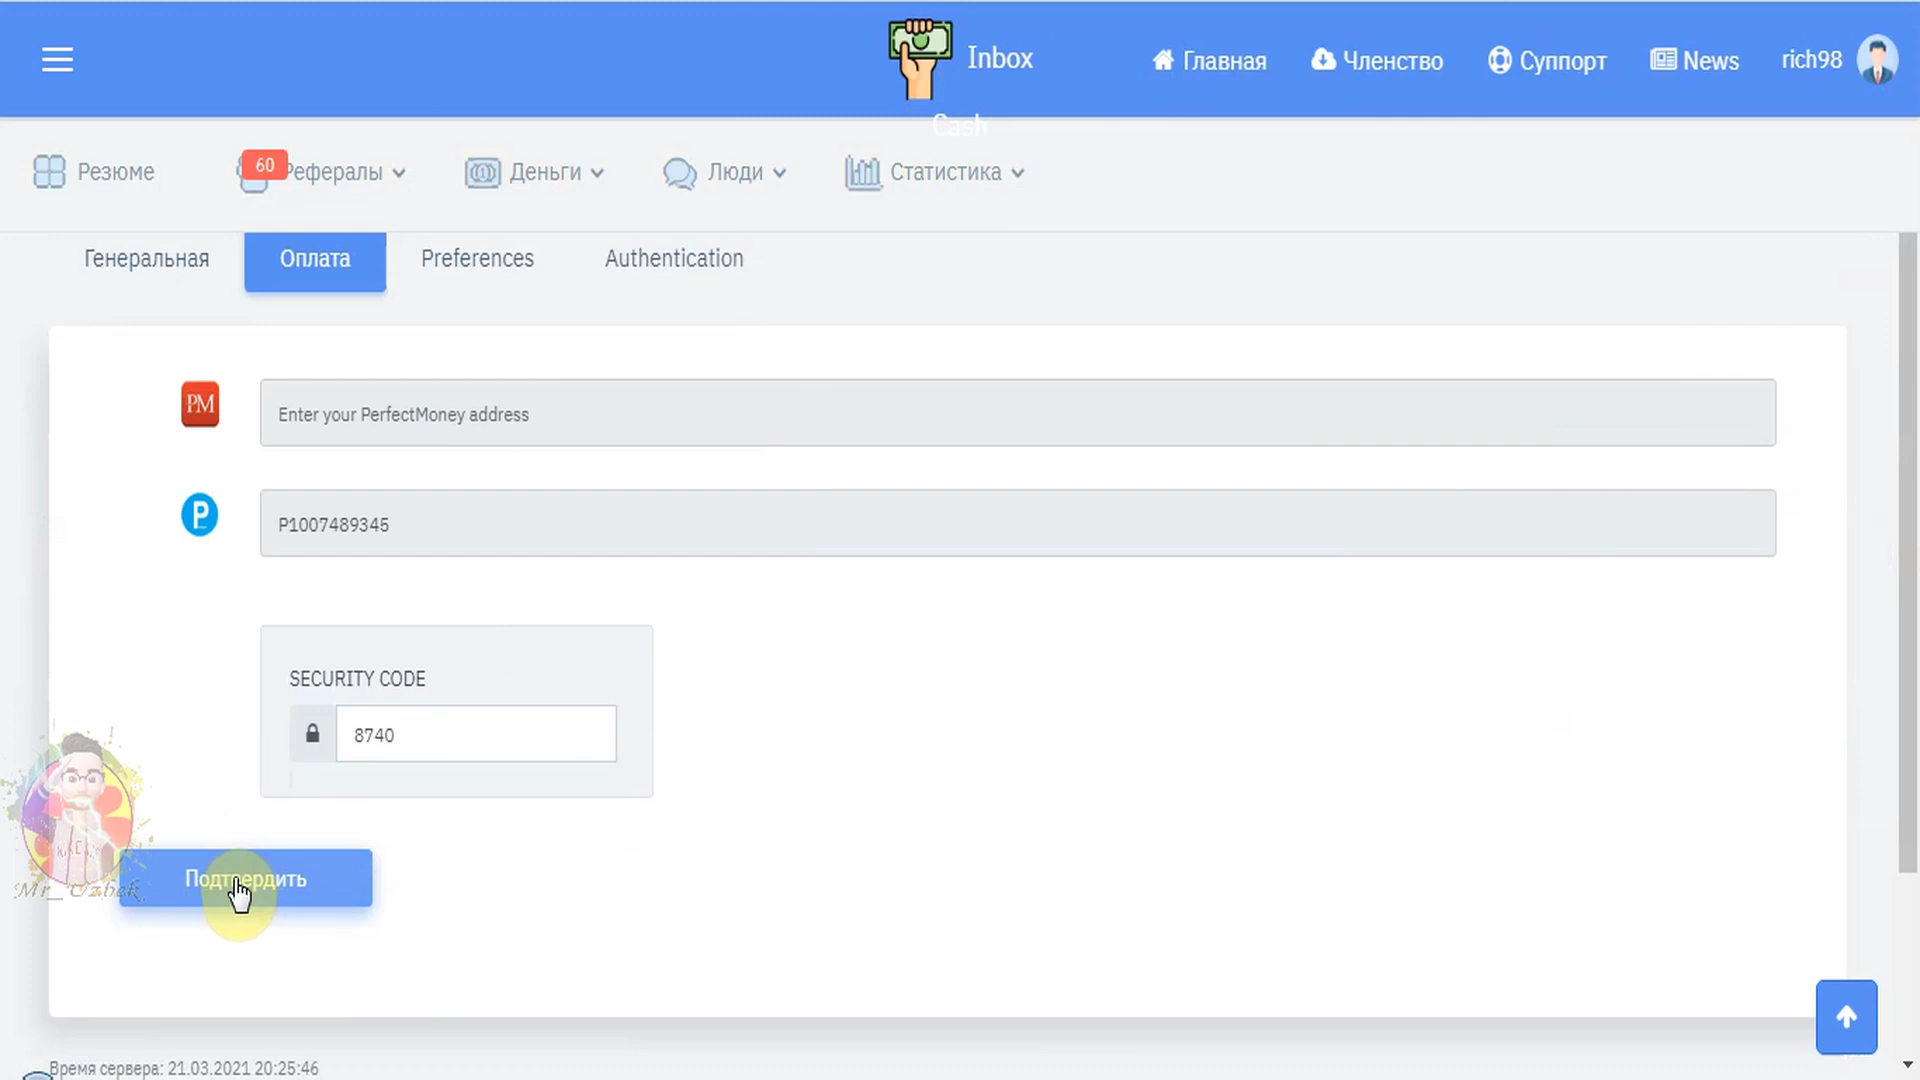 Inbox
Cash
Главная
Членство
Суппорт
News
rich98
Резюме
60
Рефералы
Деньги
Люди
Статистика
Генеральная
Оплата
Preferences
Authentication
PM
Enter your PerfectMoney address
P
P1007489345
SECURITY CODE
8740
Mr_Uzbek
Подтвердить
Время сервера: 21.03.2021 20:25:46